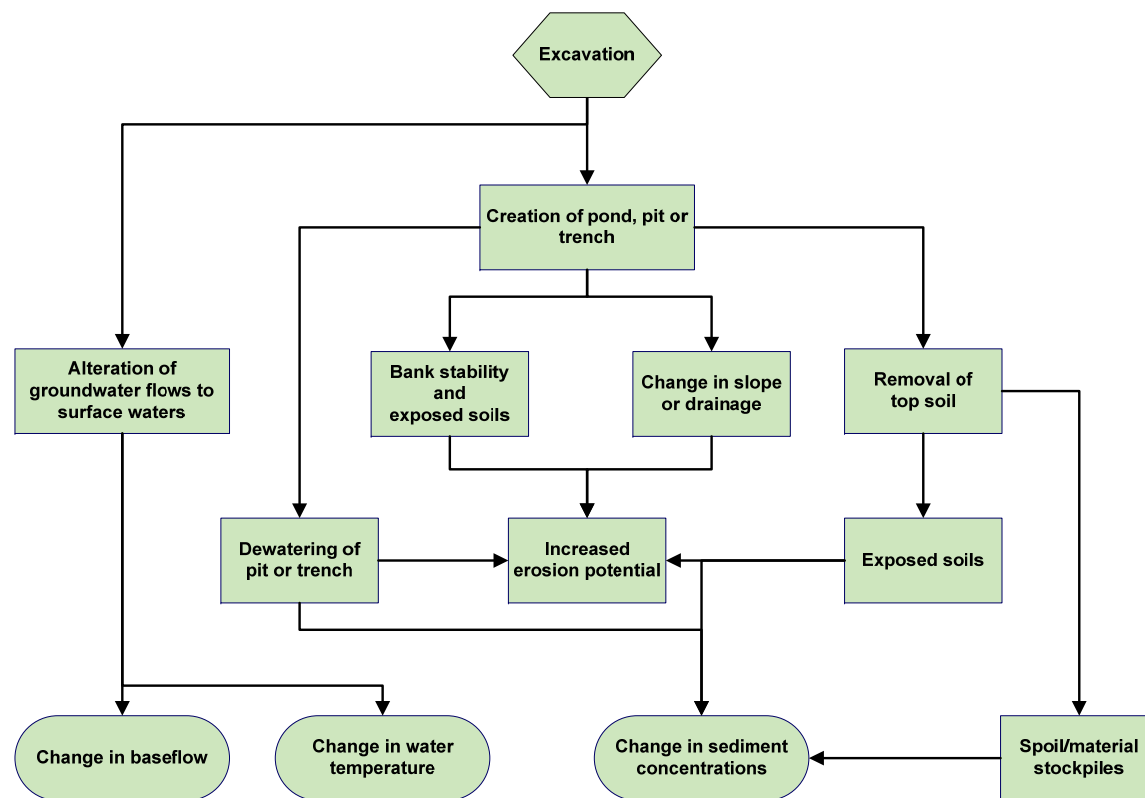 Excavation
Creation of pond, pit or
trench
Alteration of
groundwater flows to
surface waters
Bank stability
and
exposed soils
Change in slope
or drainage
Removal of
top soil
Dewatering of
pit or trench
Increased
erosion potential
Exposed soils
Change in baseflow
Change in water
temperature
Change in sediment
concentrations
Spoil/material
stockpiles